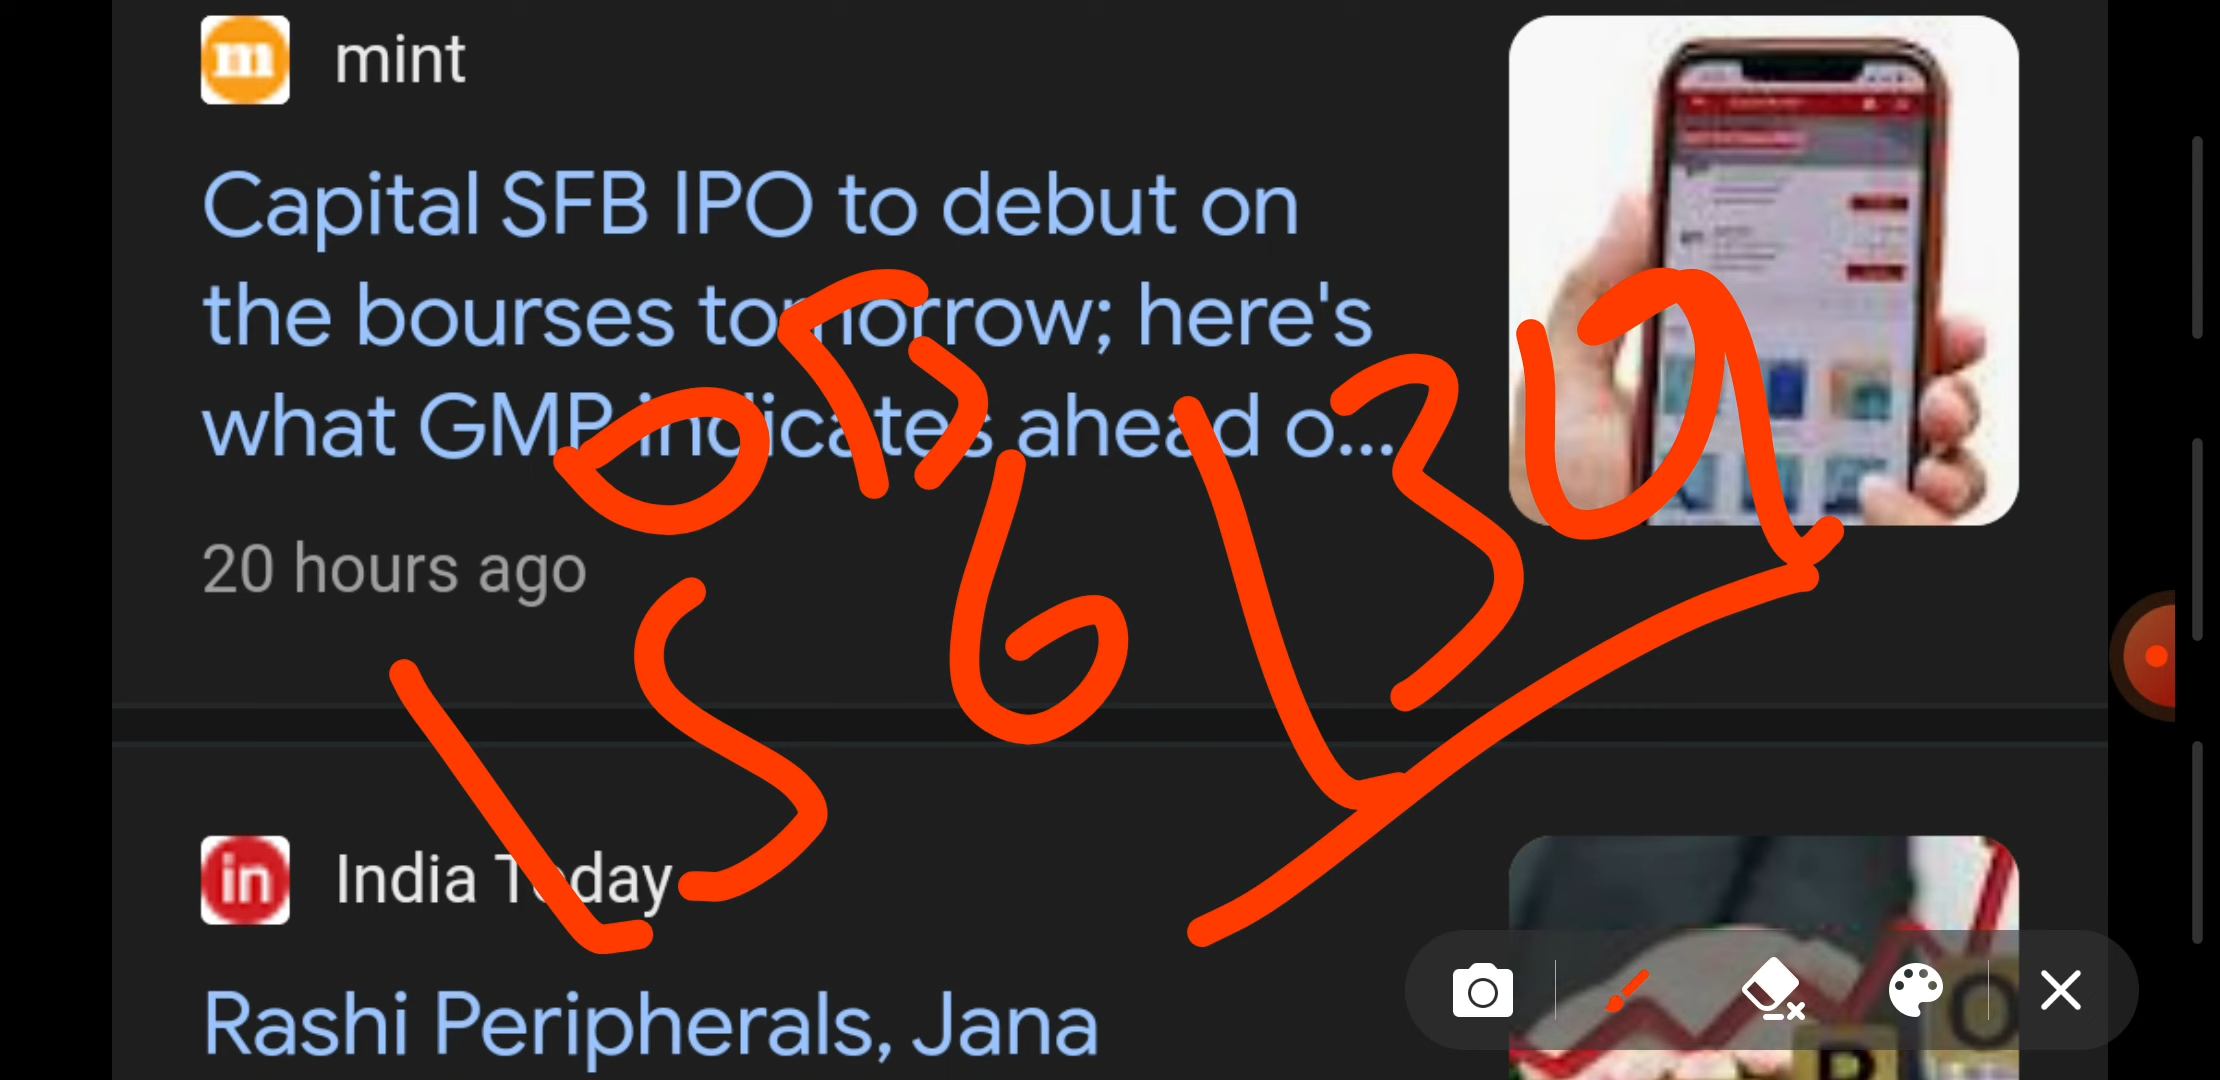 mint
Capital SFB IPO to debut on
the bourses tomorrow; here's
what GMP indicates ahead o...
20 hours ago
India Today
Rashi Peripherals, Jana